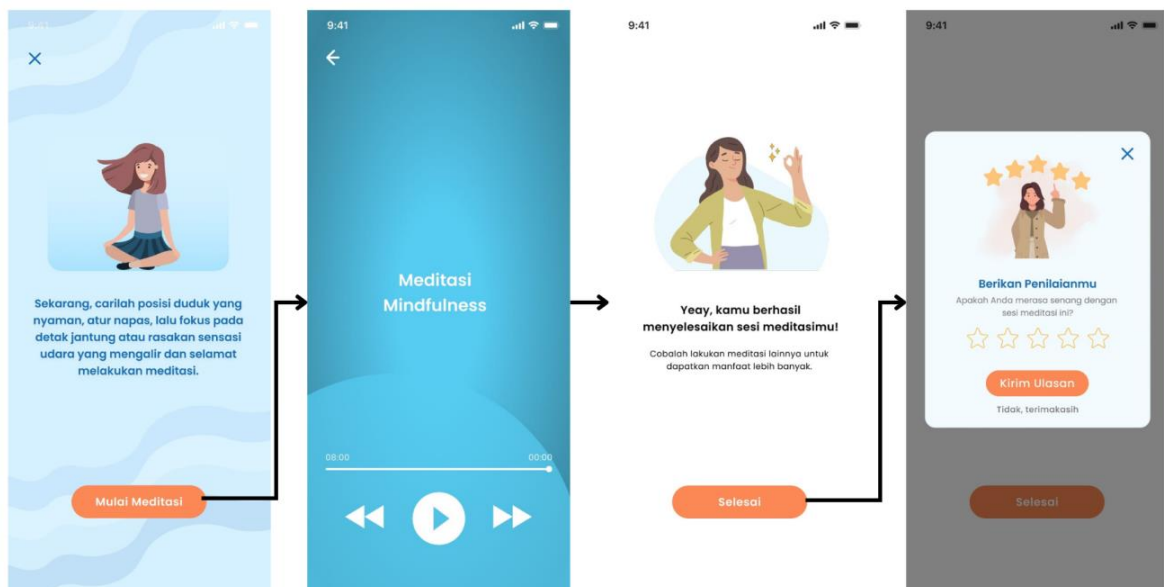 9:41
Sekarang, carilah posisi duduk yang
nyaman, atur napas, lalu fokus pada
detak jantung atau rasakan sensasi
udara yang mengalir dan selamat
melakukan meditasi.
Mulai Meditasi
9:41
Meditasi
Mindfulness
08:00
00:00
9:41
Yeay, kamu berhasil
menyelesaikan sesi meditasimu!
Cobalah lakukan meditasi lainnya untuk
dapatkan manfaat lebih banyak.
Selesai
9:41
Berikan Penilaianmu
Apakah Anda merasa senang dengan
sesi meditasi ini?
Kirim Ulasan
Tidak, terimakasih
Selesai